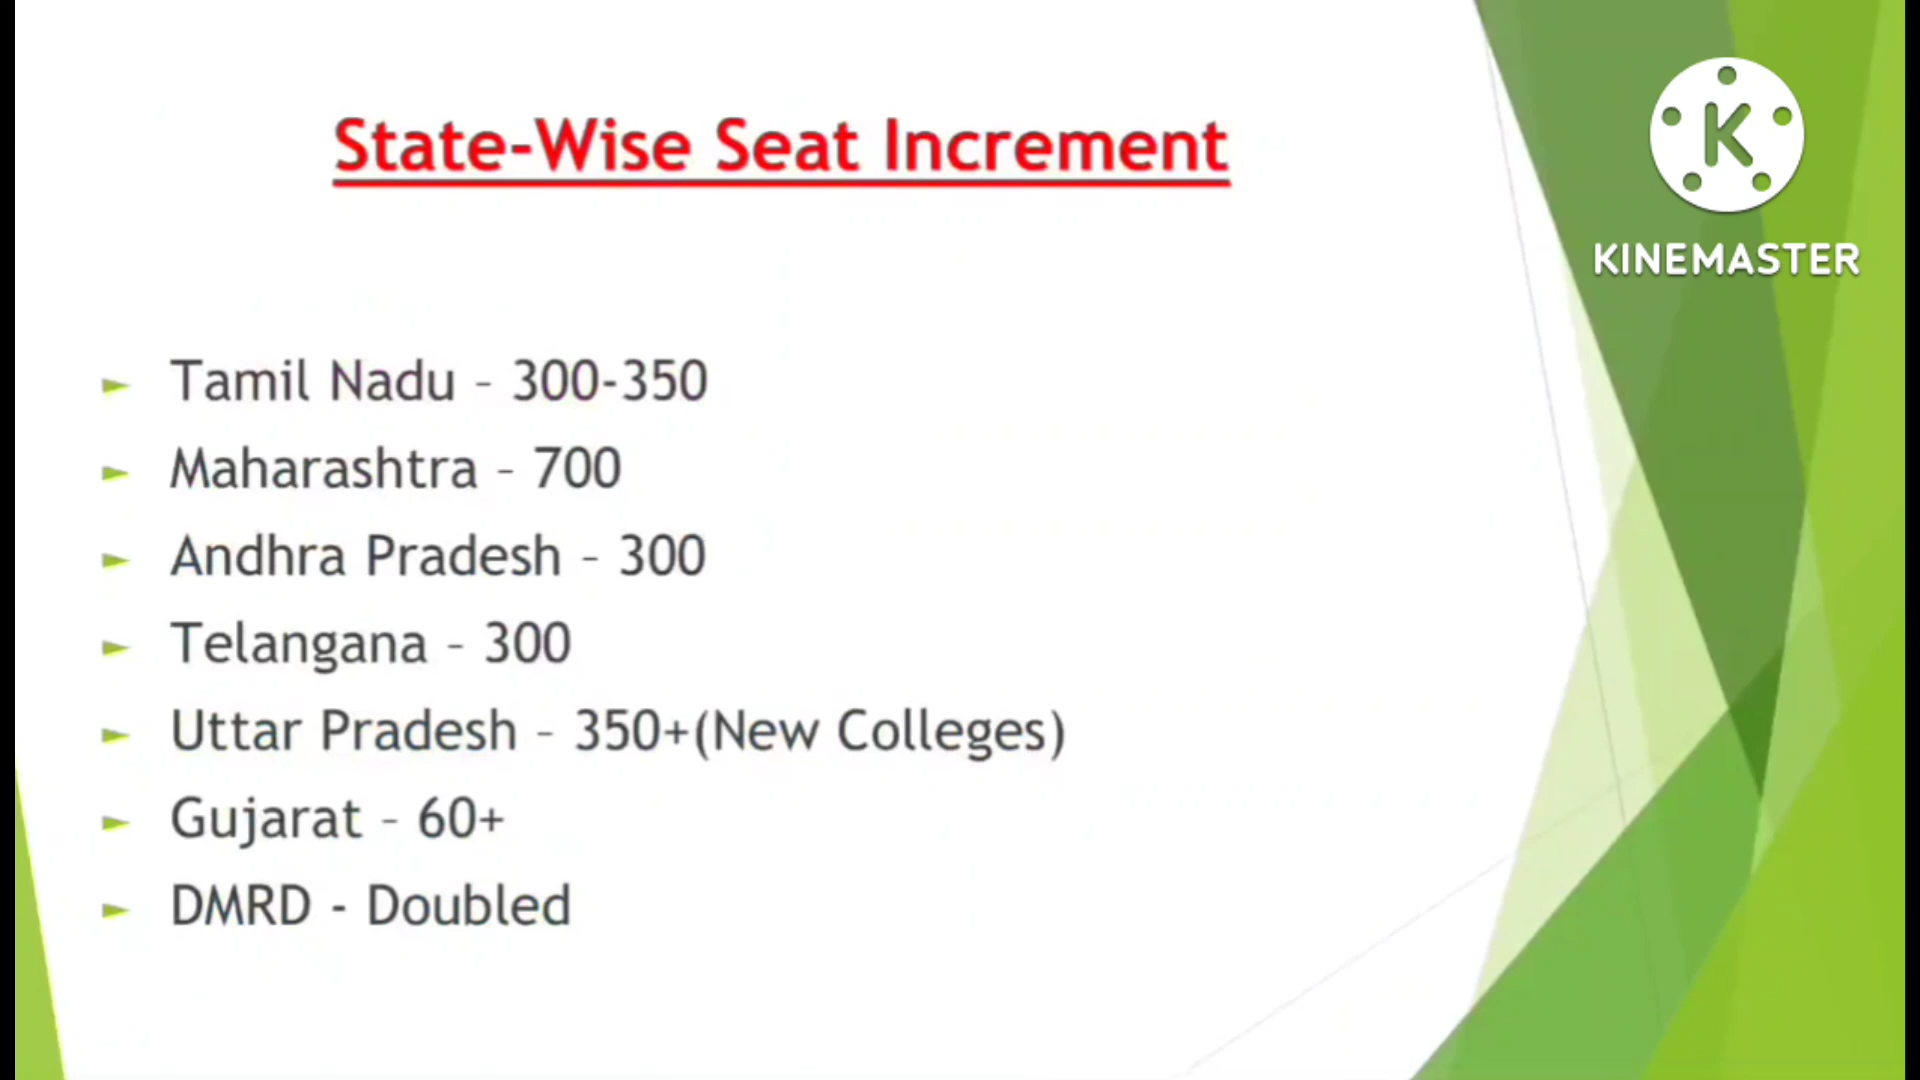 State-Wise Seat Increment
K
KINEMASTER
► Tamil Nadu – 300-350
► Maharashtra – 700
► Andhra Pradesh – 300
► Telangana – 300
► Uttar Pradesh – 350+(New Colleges)
► Gujarat – 60+
► DMRD - Doubled